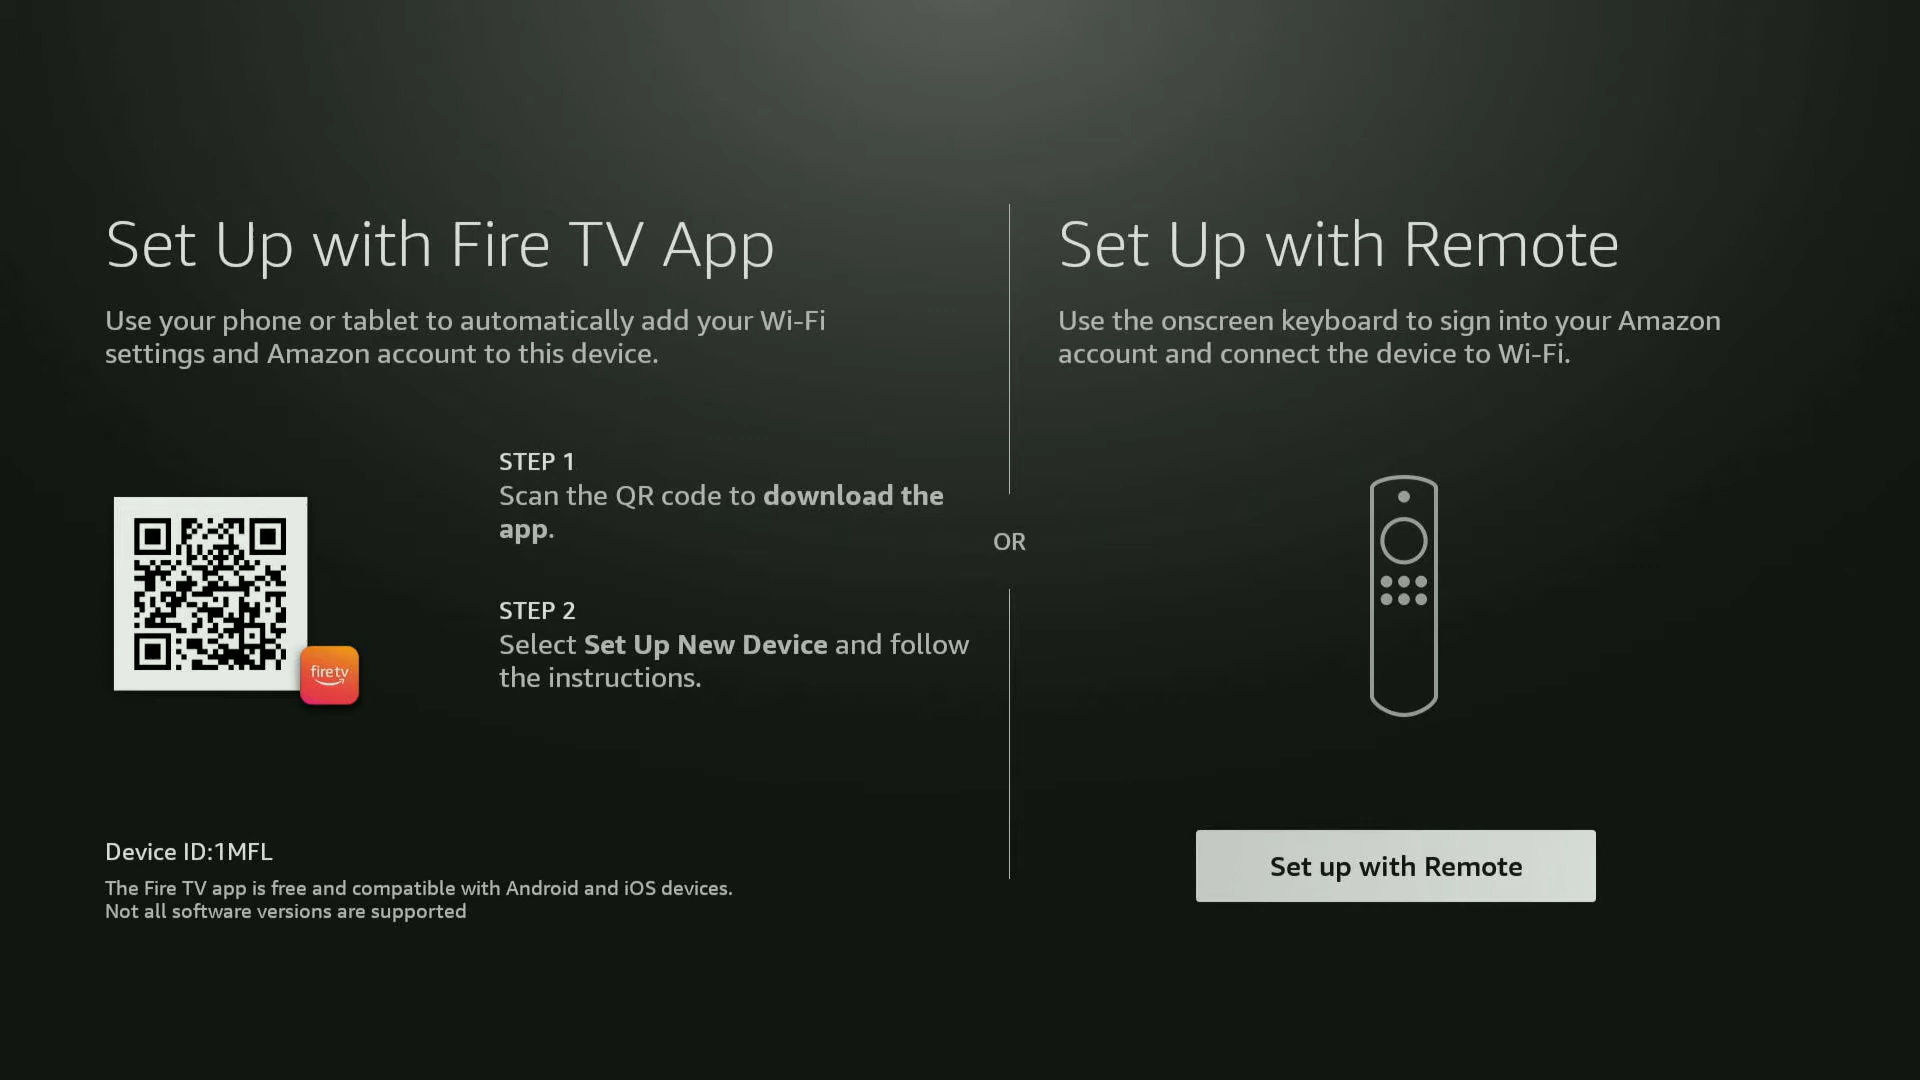 Set Up with Fire TV App
Use your phone or tablet to automatically add your Wi-Fi
settings and Amazon account to this device.
STEP 1
Scan the QR code to download the
app.
STEP 2
Select Set Up New Device and follow
the instructions.
fire tv
Device ID:1MFL
The Fire TV app is free and compatible with Android and iOS devices.
Not all software versions are supported
OR
Set Up with Remote
Use the onscreen keyboard to sign into your Amazon
account and connect the device to Wi-Fi.
Set up with Remote